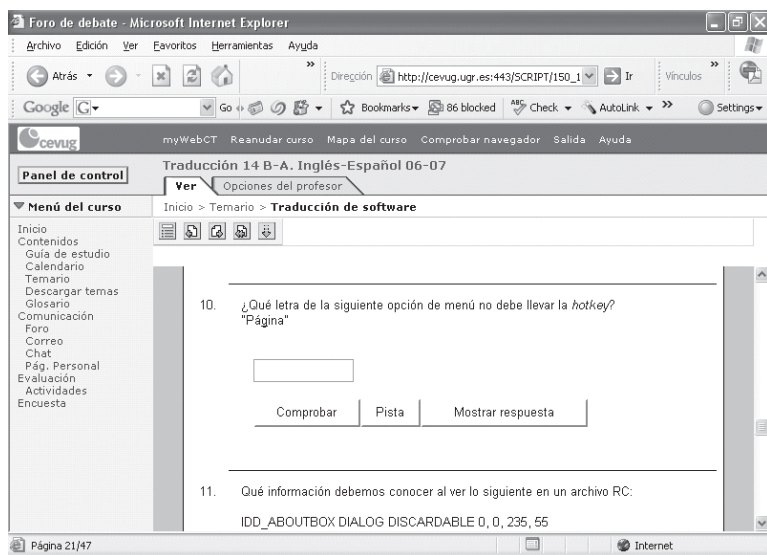 Foro de debate - Microsoft Internet Explorer
Archivo Edición Ver Favoritos Herramientas Ayuda
Atrás » Dirección http://cevug.ugr.es:443/SCRIPT/150_1 Ir Vínculos »
Google G Go Bookmarks 86 blocked ABC Check AutoLink » Settings
cevug myWebCT Reanudar curso Mapa del curso Comprobar navegador Salida Ayuda
Panel de control
Traducción 14 B-A. Inglés-Español 06-07
Ver Opciones del profesor
Menú del curso
Inicio > Temario > Traducción de software
Inicio
Contenidos
Guía de estudio
Calendario
Temario
Descargar temas
Glosario
Comunicación
Foro
Correo
Chat
Pág. Personal
Evaluación
Actividades
Encuesta
10. ¿Qué letra de la siguiente opción de menú no debe llevar la hotkey?
"Página"
Comprobar Pista Mostrar respuesta
11. Qué información debemos conocer al ver lo siguiente en un archivo RC:
IDD_ABOUTBOX DIALOG DISCARDABLE 0, 0, 235, 55
Página 21/47 Internet